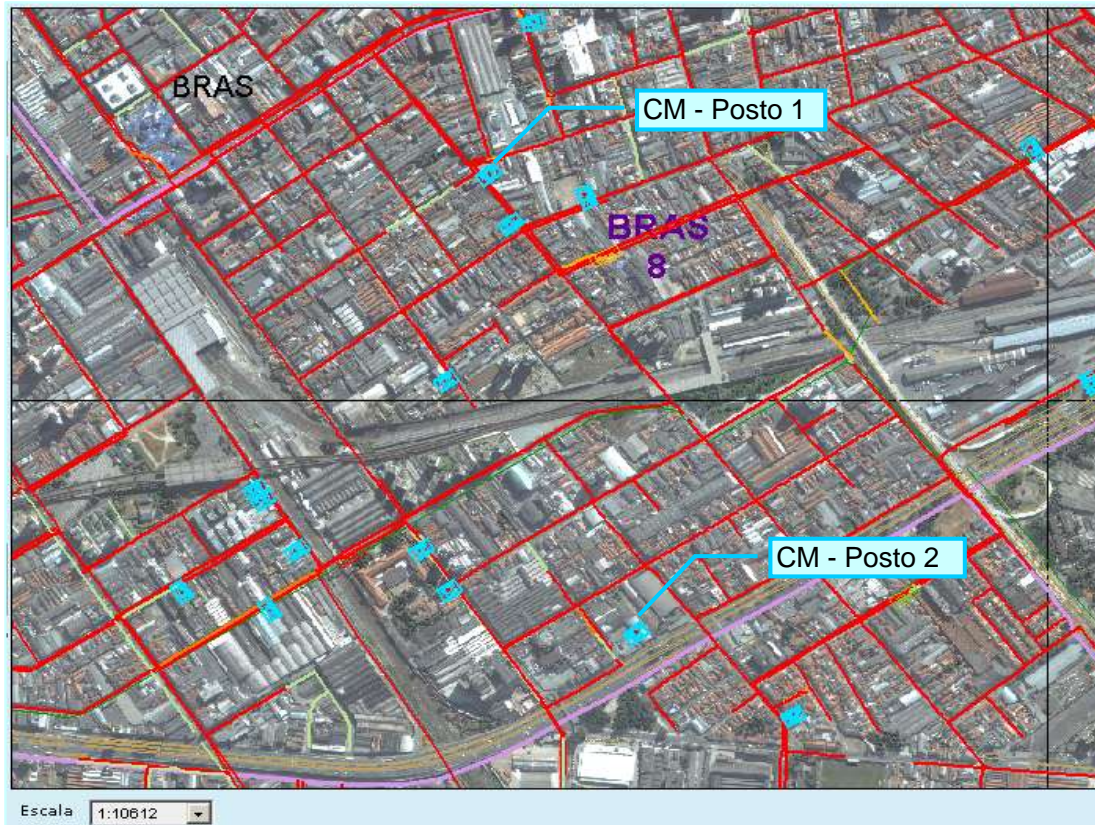 BRAS
CM - Posto 1
BRAS
8
CM - Posto 2
Escala 1:10612